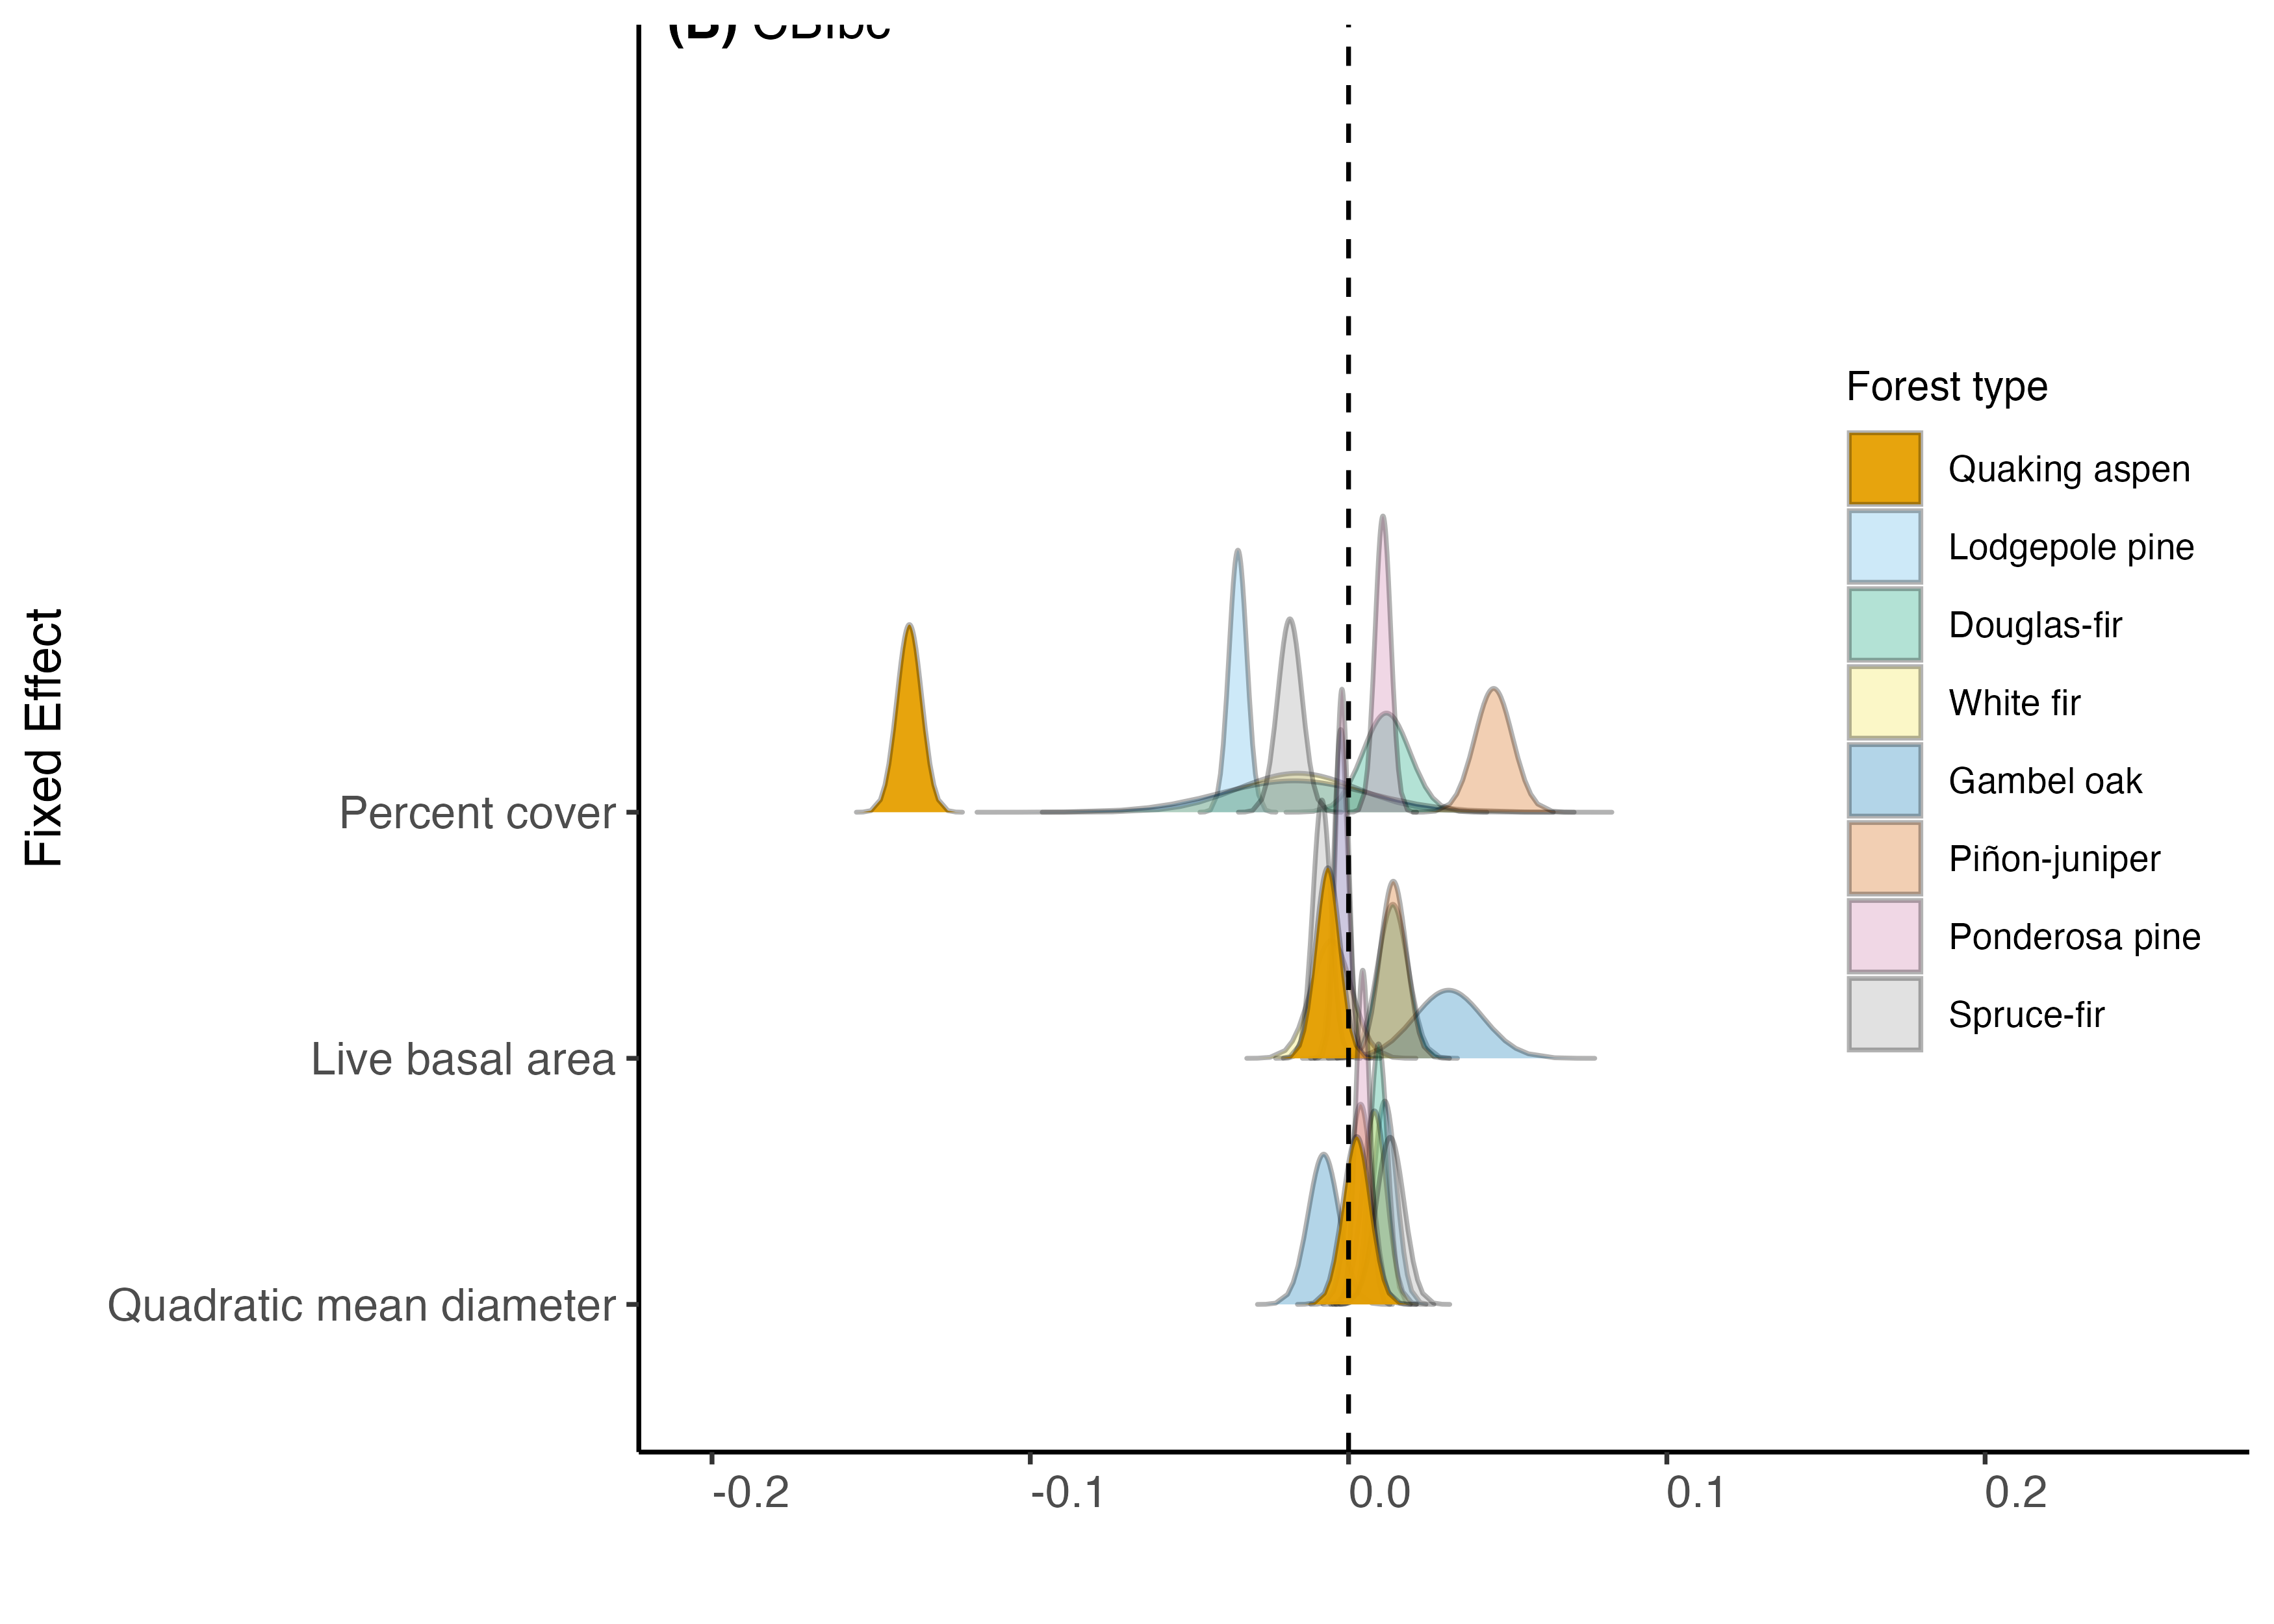 (B) CBIbc
Fixed Effect
Percent cover
Live basal area
Quadratic mean diameter
-0.2 -0.1 0.0 0.1 0.2
Forest type
Quaking aspen
Lodgepole pine
Douglas-fir
White fir
Gambel oak
Piñon-juniper
Ponderosa pine
Spruce-fir